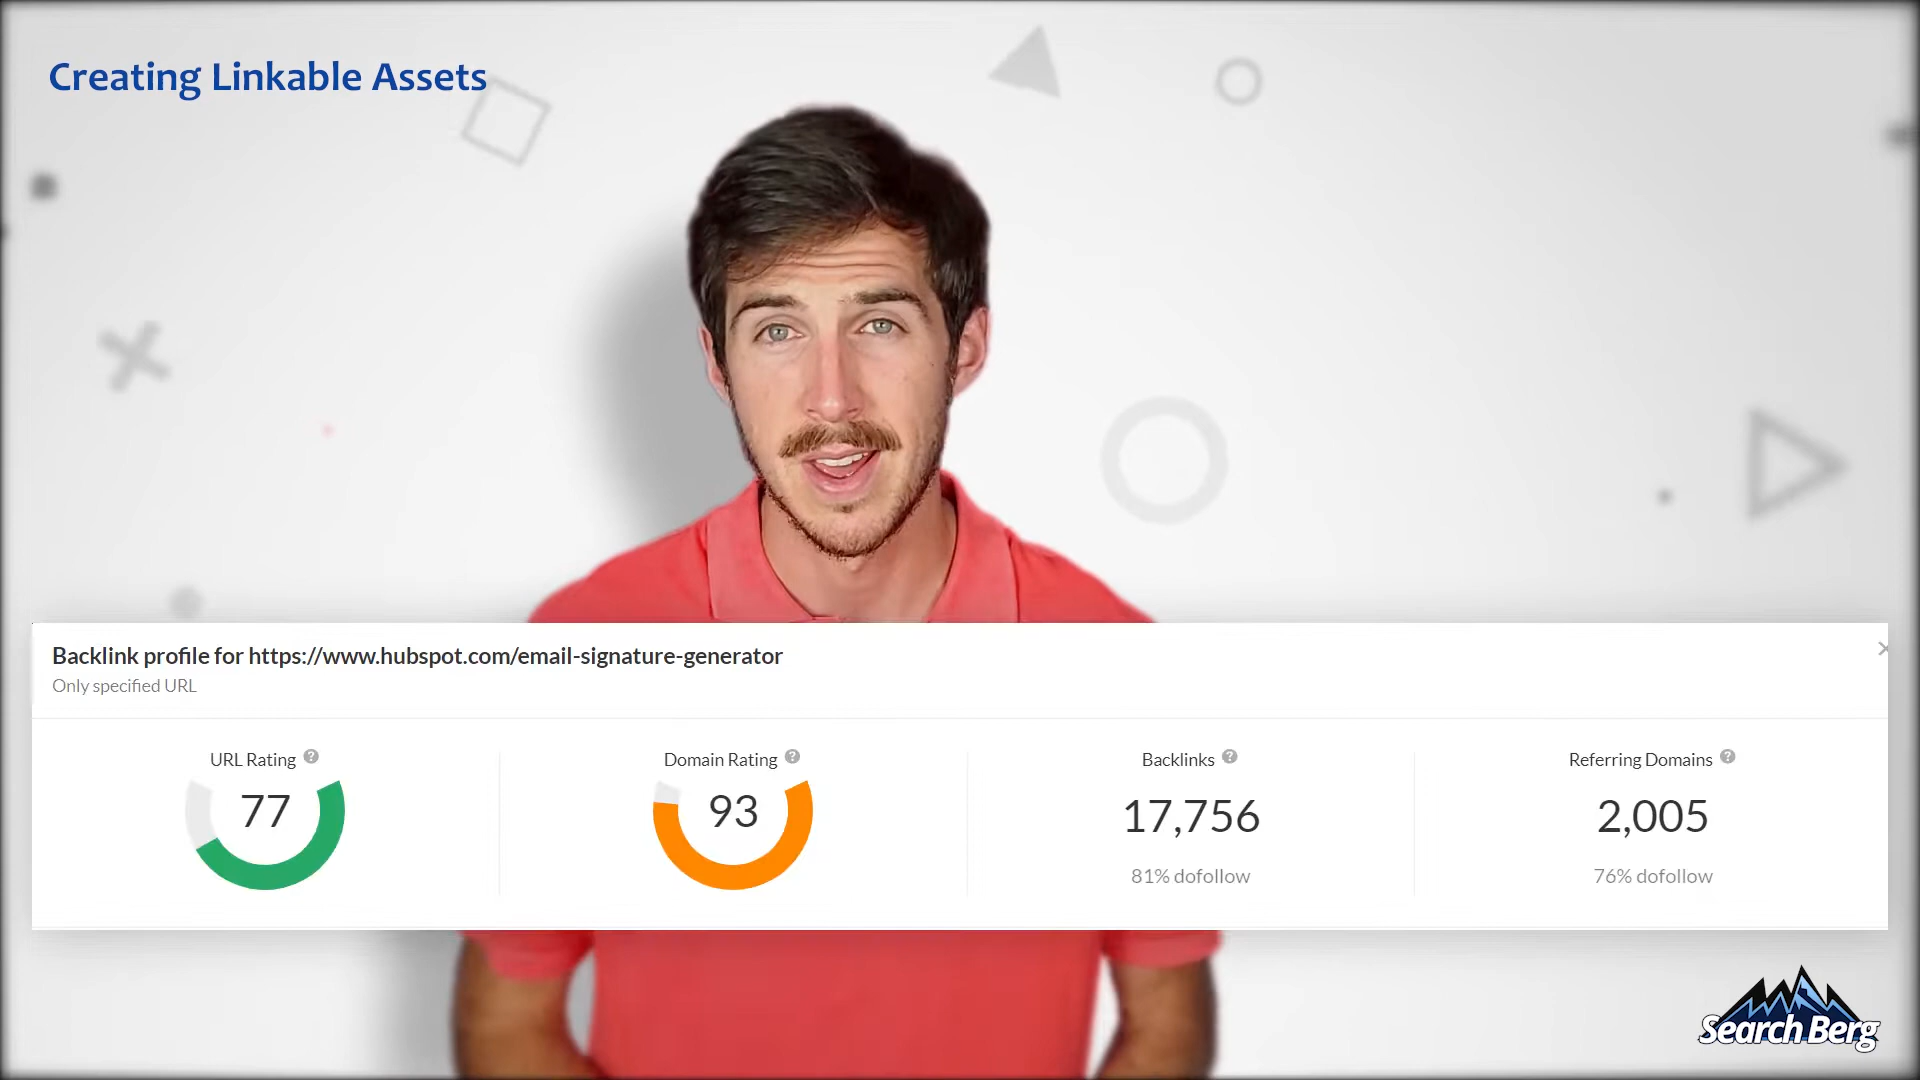 Creating Linkable Assets
Backlink profile for https://www.hubspot.com/email-signature-generator
Only specified URL
URL Rating ?
77
Domain Rating ?
93
Backlinks ?
17,756
81% dofollow
Referring Domains ?
2,005
76% dofollow
Search Berg